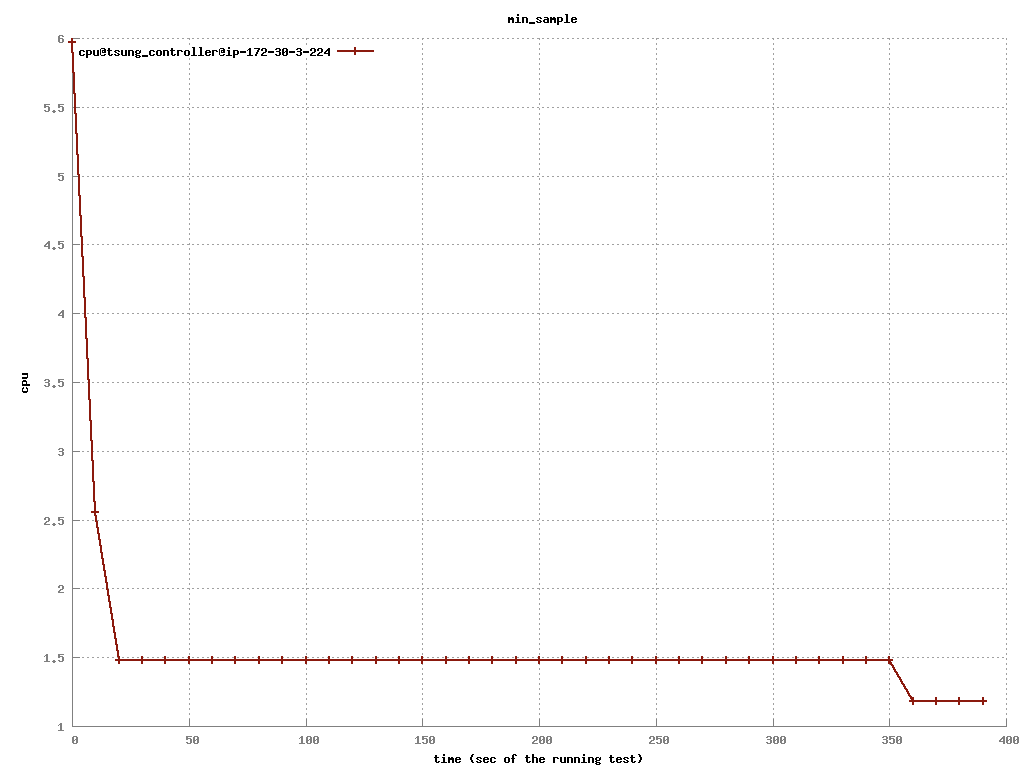 min_sample
cpu@tsung_controller@ip-172-30-3-224
6
5.5
5
4.5
4
3.5
3
2.5
2
1.5
1
cpu
0 50 100 150 200 250 300 350 400
time (sec of the running test)